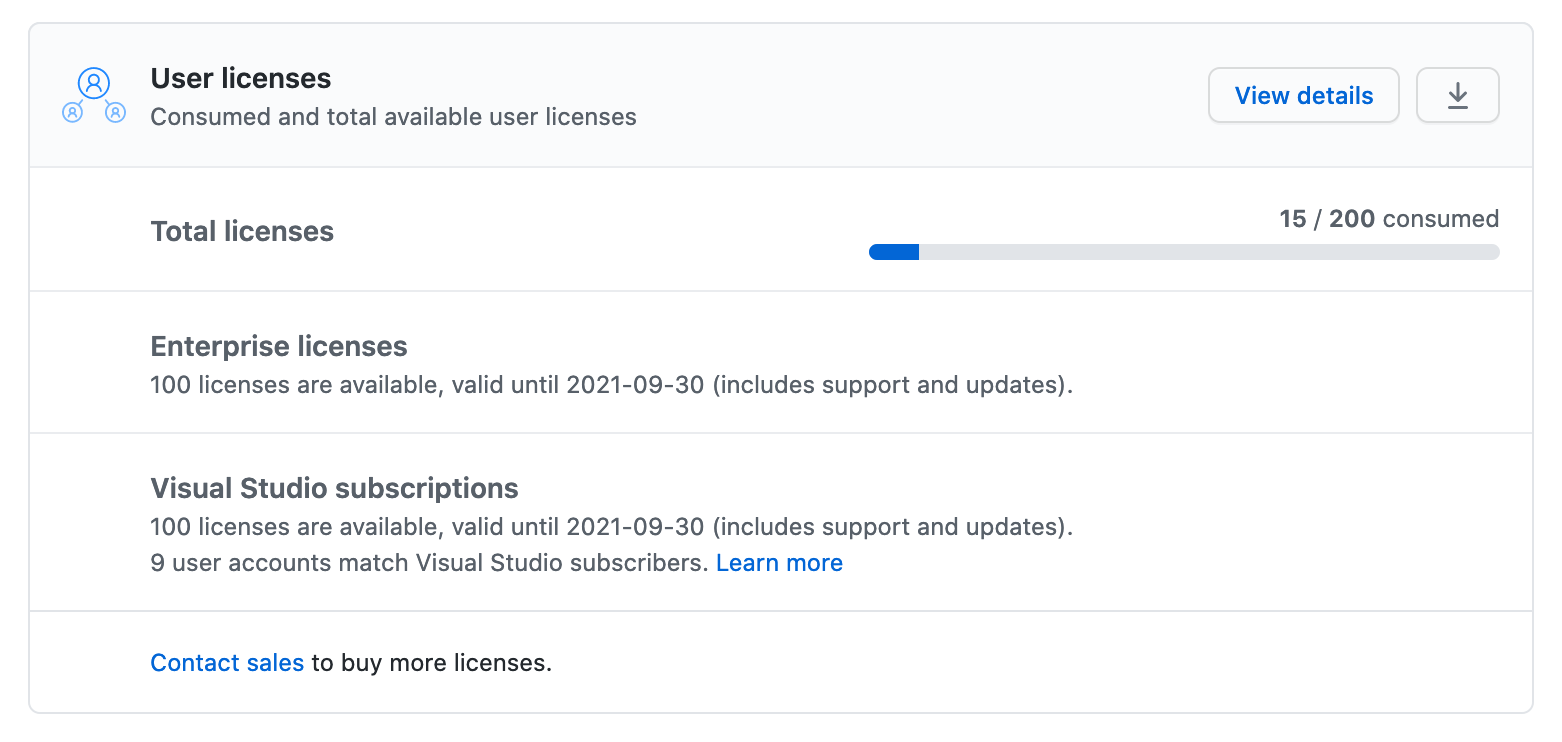 User licenses
Consumed and total available user licenses
View details
Total licenses
15 / 200 consumed
Enterprise licenses
100 licenses are available, valid until 2021-09-30 (includes support and updates).
Visual Studio subscriptions
100 licenses are available, valid until 2021-09-30 (includes support and updates).
9 user accounts match Visual Studio subscribers. Learn more
Contact sales to buy more licenses.